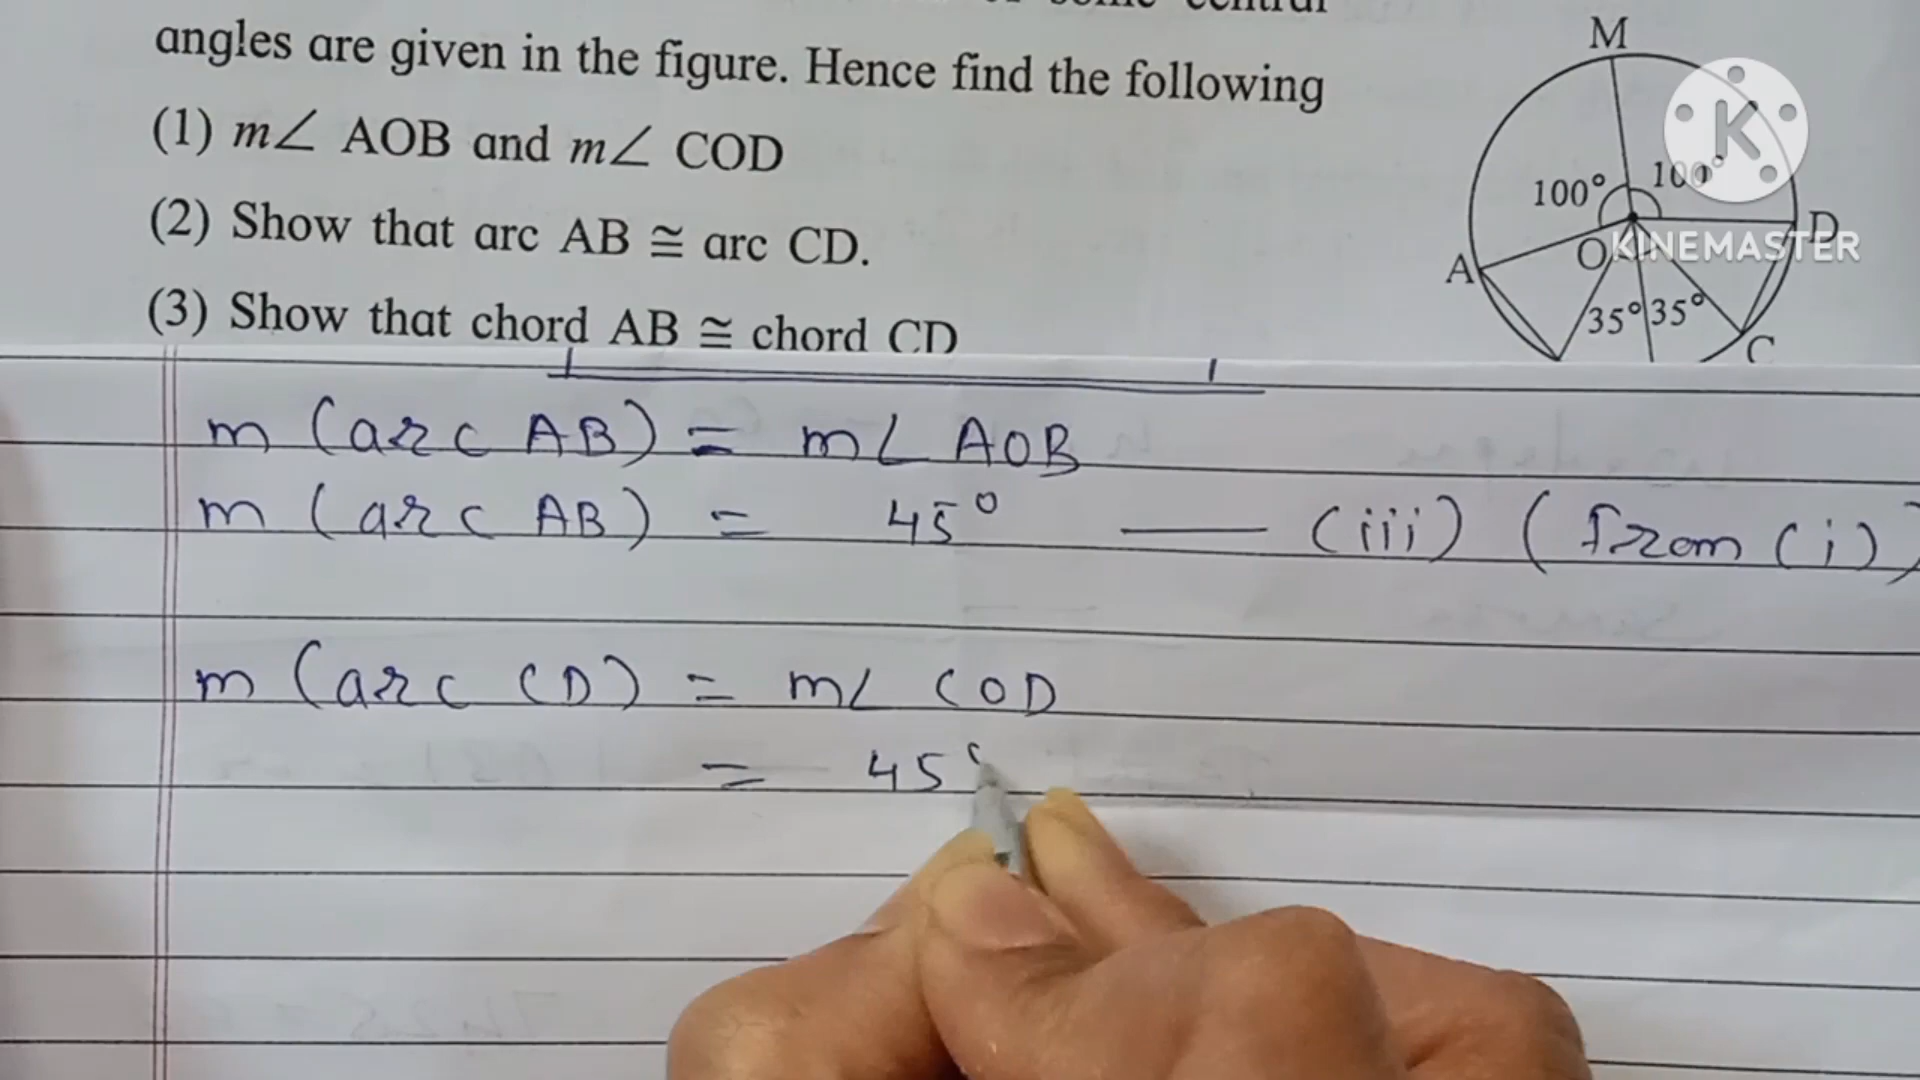 angles are given in the figure. Hence find the following
(1) m∠ AOB and m∠ COD
(2) Show that arc AB ≅ arc CD.
(3) Show that chord AB ≅ chord CD
M
100° 100°
D
O
KINEMASTER
A
35° 35°
C
K
m (arc AB) = m∠ AOB
m (arc AB) = 45° — (iii) (from (i)
m (arc CD) = m∠ COD
= 45°